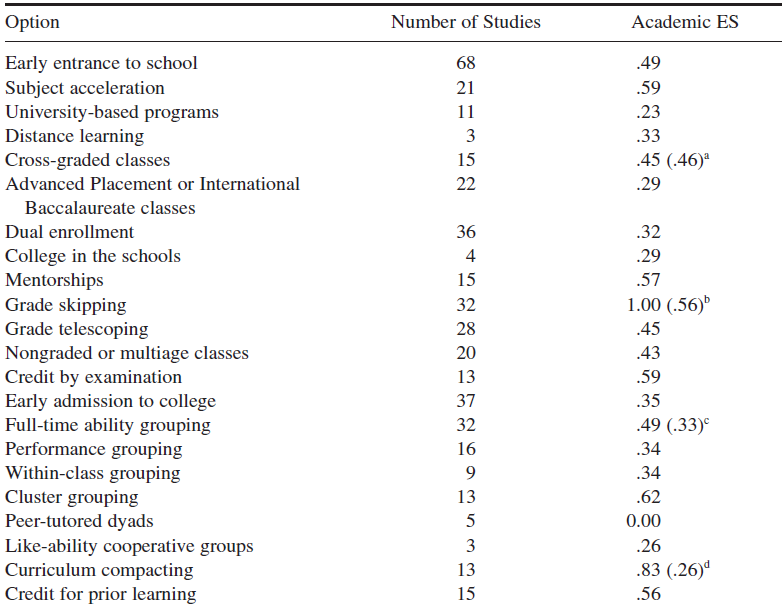 Option Number of Studies Academic ES
Early entrance to school 68 .49
Subject acceleration 21 .59
University-based programs 11 .23
Distance learning 3 .33
Cross-graded classes 15 .45 (.46)ᵃ
Advanced Placement or International 22 .29
Baccalaureate classes
Dual enrollment 36 .32
College in the schools 4 .29
Mentorships 15 .57
Grade skipping 32 1.00 (.56)ᵇ
Grade telescoping 28 .45
Nongraded or multiage classes 20 .43
Credit by examination 13 .59
Early admission to college 37 .35
Full-time ability grouping 32 .49 (.33)ᶜ
Performance grouping 16 .34
Within-class grouping 9 .34
Cluster grouping 13 .62
Peer-tutored dyads 5 0.00
Like-ability cooperative groups 3 .26
Curriculum compacting 13 .83 (.26)ᵈ
Credit for prior learning 15 .56